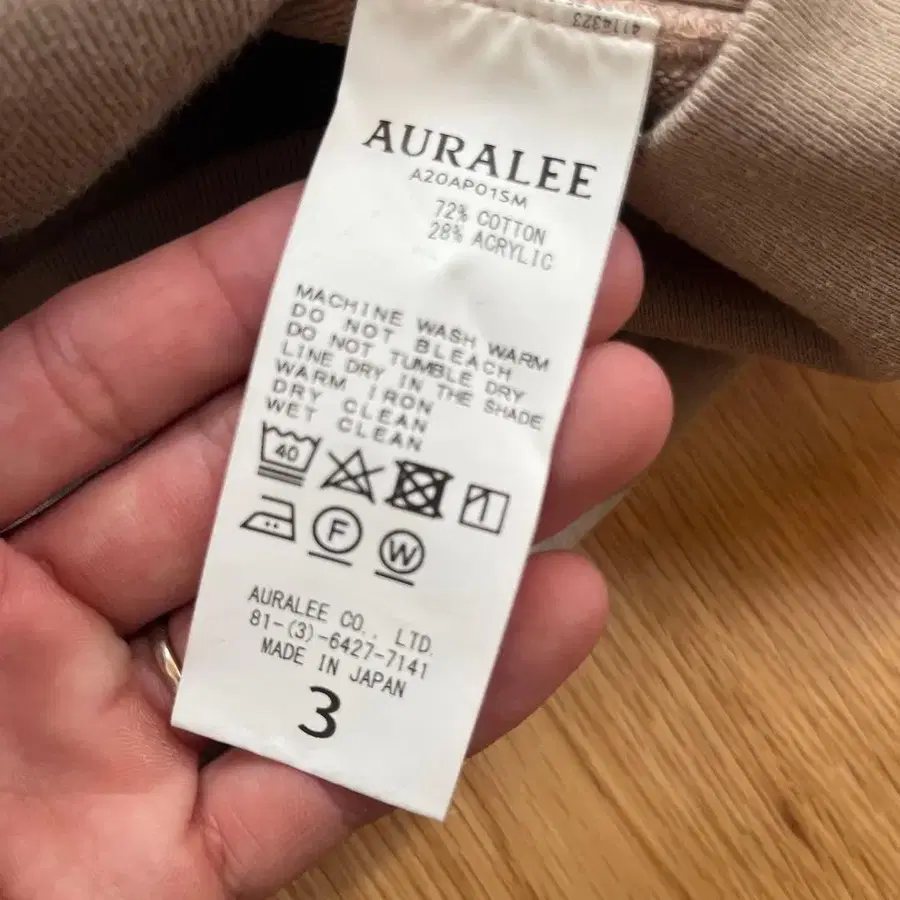 4114323
AURALEE
A20AP01SM
72% COTTON
28% ACRYLIC
MACHINE WASH WARM
DO NOT BLEACH
DO NOT TUMBLE DRY
LINE DRY IN THE SHADE
WARM IRON
DRY CLEAN
WET CLEAN
40
F W
AURALEE CO., LTD.
81-(3)-6427-7141
MADE IN JAPAN
3